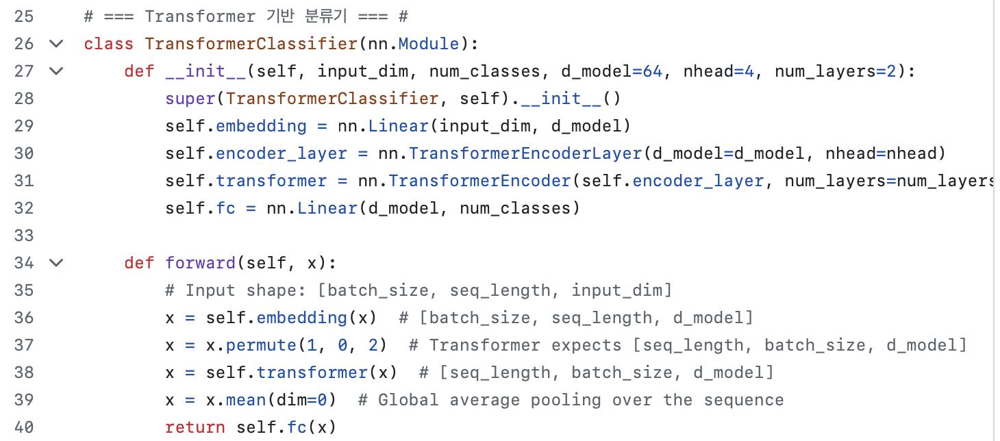 25 # === Transformer 기반 분류기 === #
26 class TransformerClassifier(nn.Module):
27 def __init__(self, input_dim, num_classes, d_model=64, nhead=4, num_layers=2):
28 super(TransformerClassifier, self).__init__()
29 self.embedding = nn.Linear(input_dim, d_model)
30 self.encoder_layer = nn.TransformerEncoderLayer(d_model=d_model, nhead=nhead)
31 self.transformer = nn.TransformerEncoder(self.encoder_layer, num_layers=num_layers
32 self.fc = nn.Linear(d_model, num_classes)
33
34 def forward(self, x):
35 # Input shape: [batch_size, seq_length, input_dim]
36 x = self.embedding(x)  # [batch_size, seq_length, d_model]
37 x = x.permute(1, 0, 2)  # Transformer expects [seq_length, batch_size, d_model]
38 x = self.transformer(x)  # [seq_length, batch_size, d_model]
39 x = x.mean(dim=0)  # Global average pooling over the sequence
40 return self.fc(x)